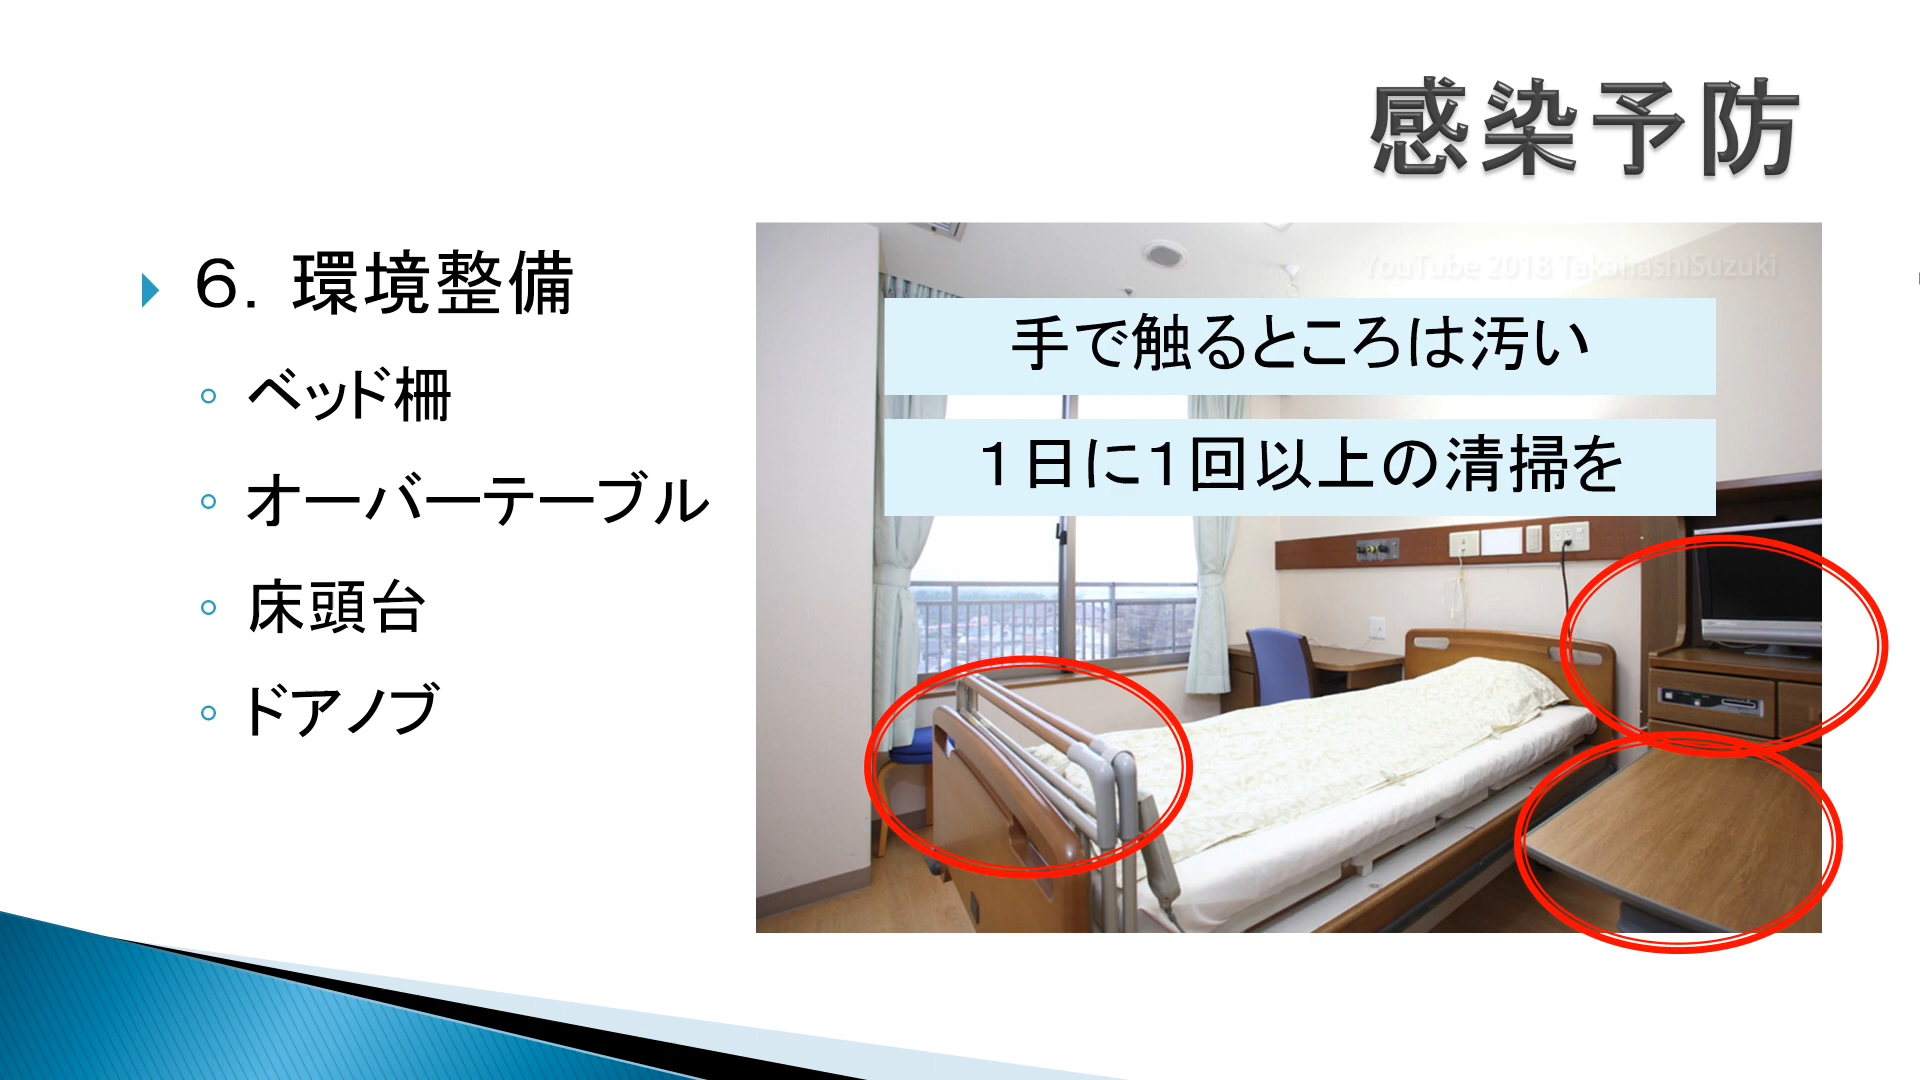 感染予防
６．環境整備
ベッド柵
オーバーテーブル
床頭台
ドアノブ
YouTube 2018 TakahashiSuzuki
手で触るところは汚い
１日に１回以上の清掃を